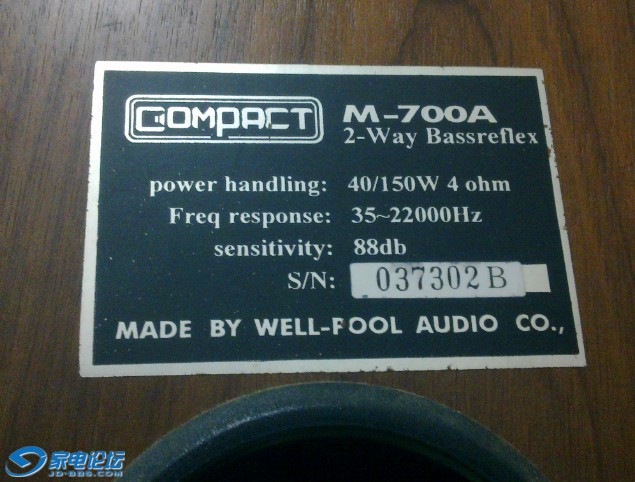 COMPACT
M-700A
2-Way Bassreflex
power handling: 40/150W 4 ohm
Freq response: 35~22000Hz
sensitivity: 88db
S/N: 037302B
MADE BY WELL-POOL AUDIO CO.,
家电论坛
JD-BBS.COM